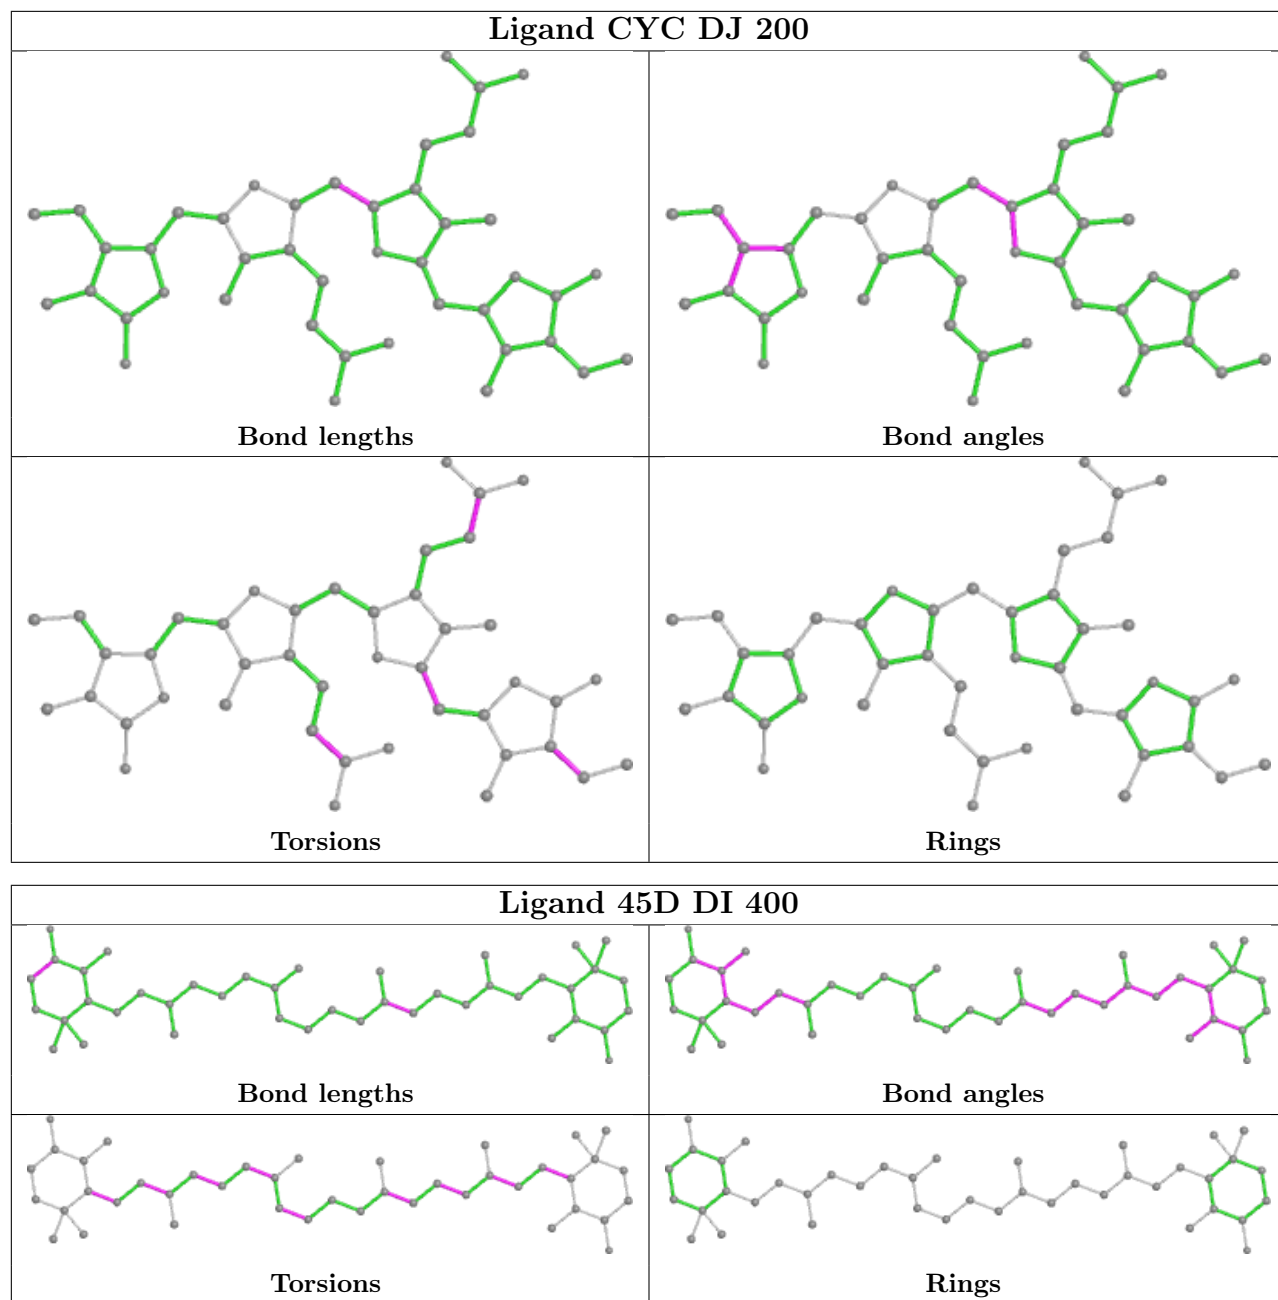 Ligand CYC DJ 200
Bond lengths
Bond angles
Torsions
Rings
Ligand 45D DI 400
Bond lengths
Bond angles
Torsions
Rings